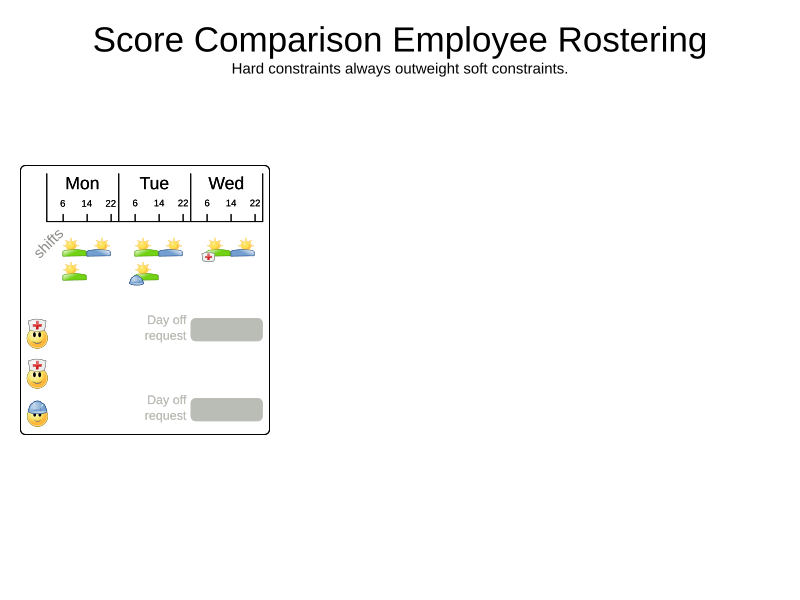 Score Comparison Employee Rostering
Hard constraints always outweight soft constraints.
Mon Tue Wed
6 14 22 6 14 22 6 14 22
shifts
Day off
request
Day off
request